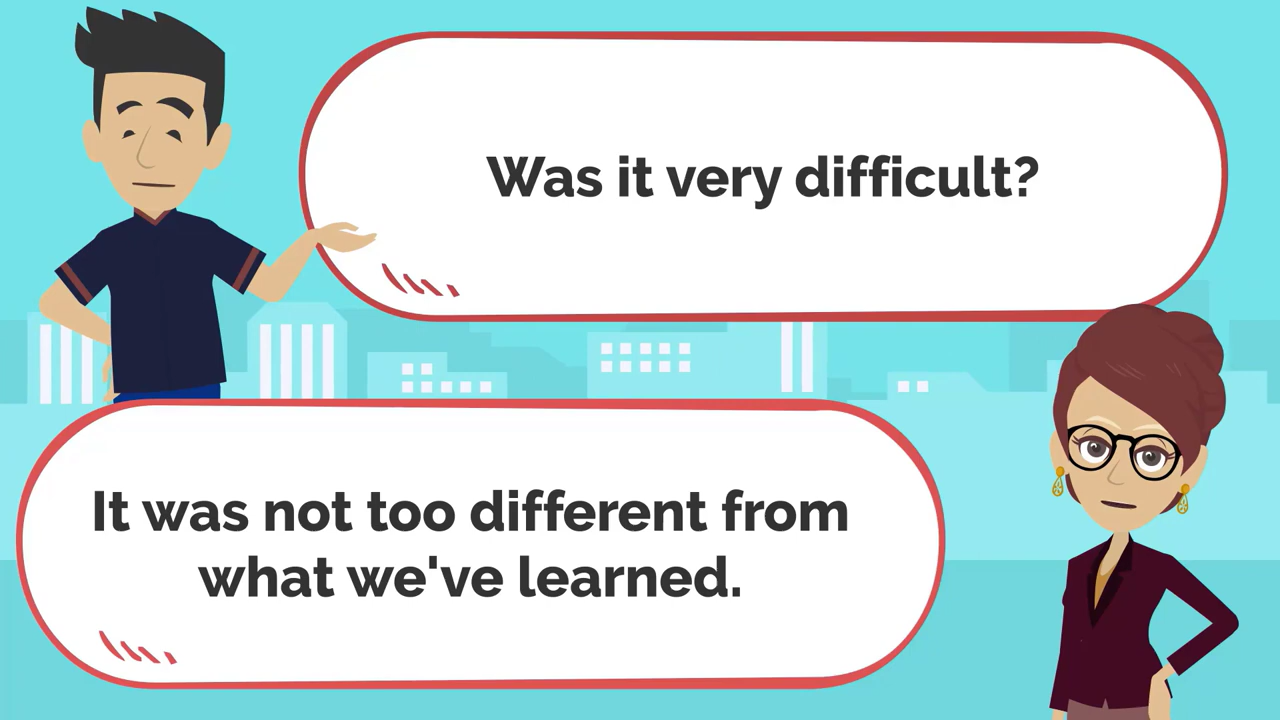 Was it very difficult?
It was not too different from
what we've learned.